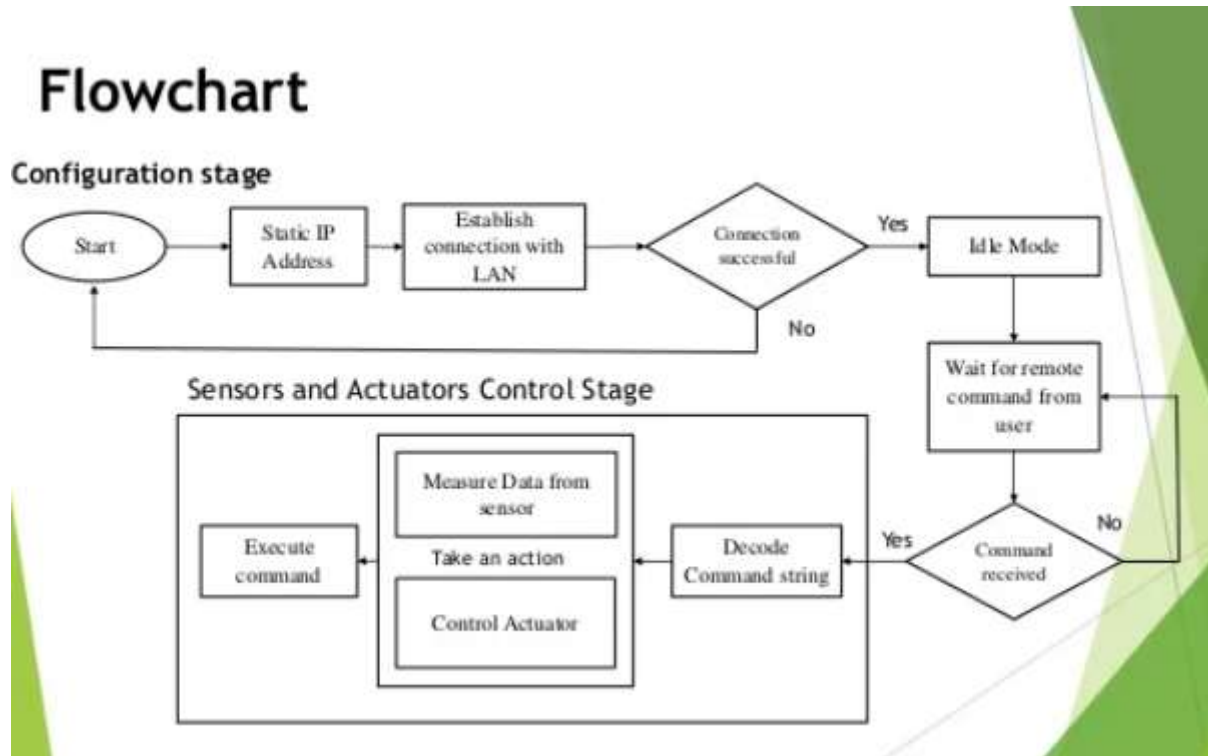 Flowchart
Configuration stage
Start
Static IP
Address
Establish
connection with
LAN
Connection
successful
Yes
No
Idle Mode
Wait for remote
command from
user
Command
received
No
Yes
Sensors and Actuators Control Stage
Decode
Command string
Measure Data from
sensor
Take an action
Control Actuator
Execute
command